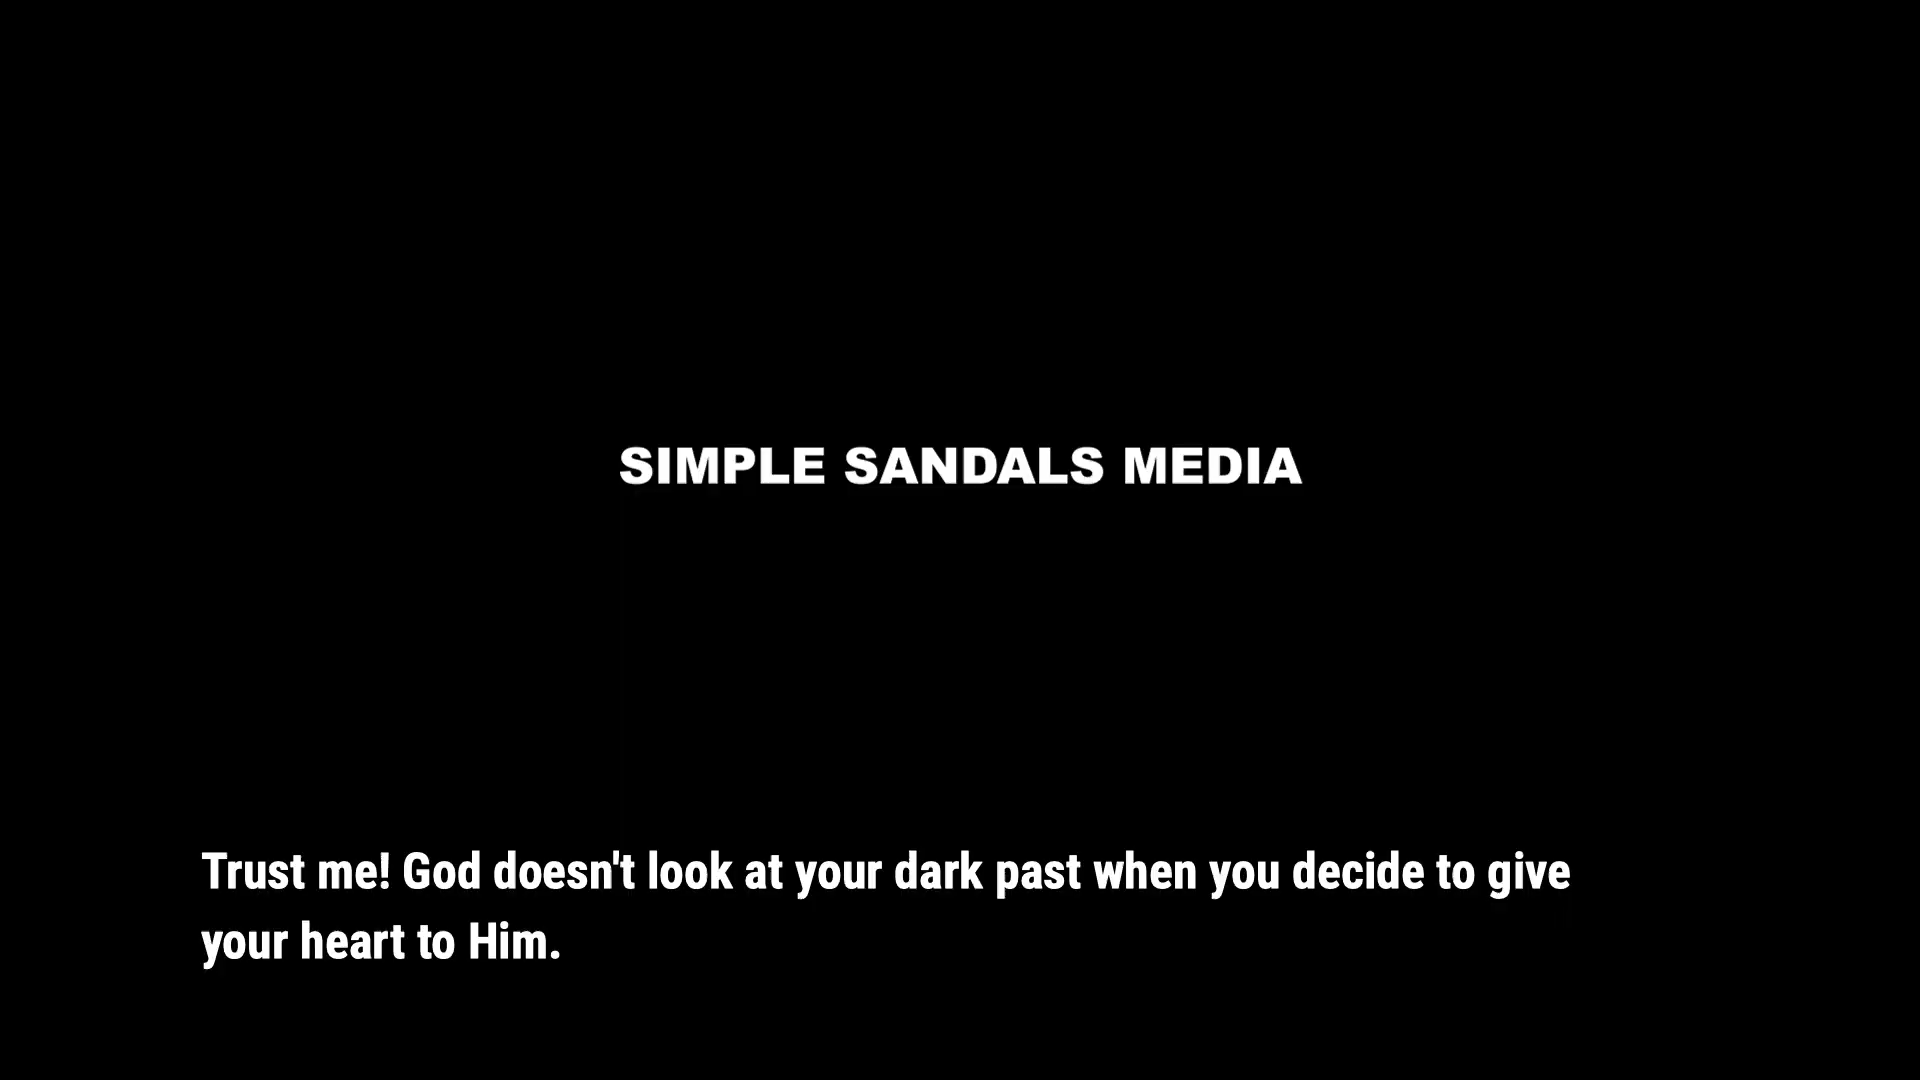 SIMPLE SANDALS MEDIA
Trust me! God doesn't look at your dark past when you decide to give
your heart to Him.